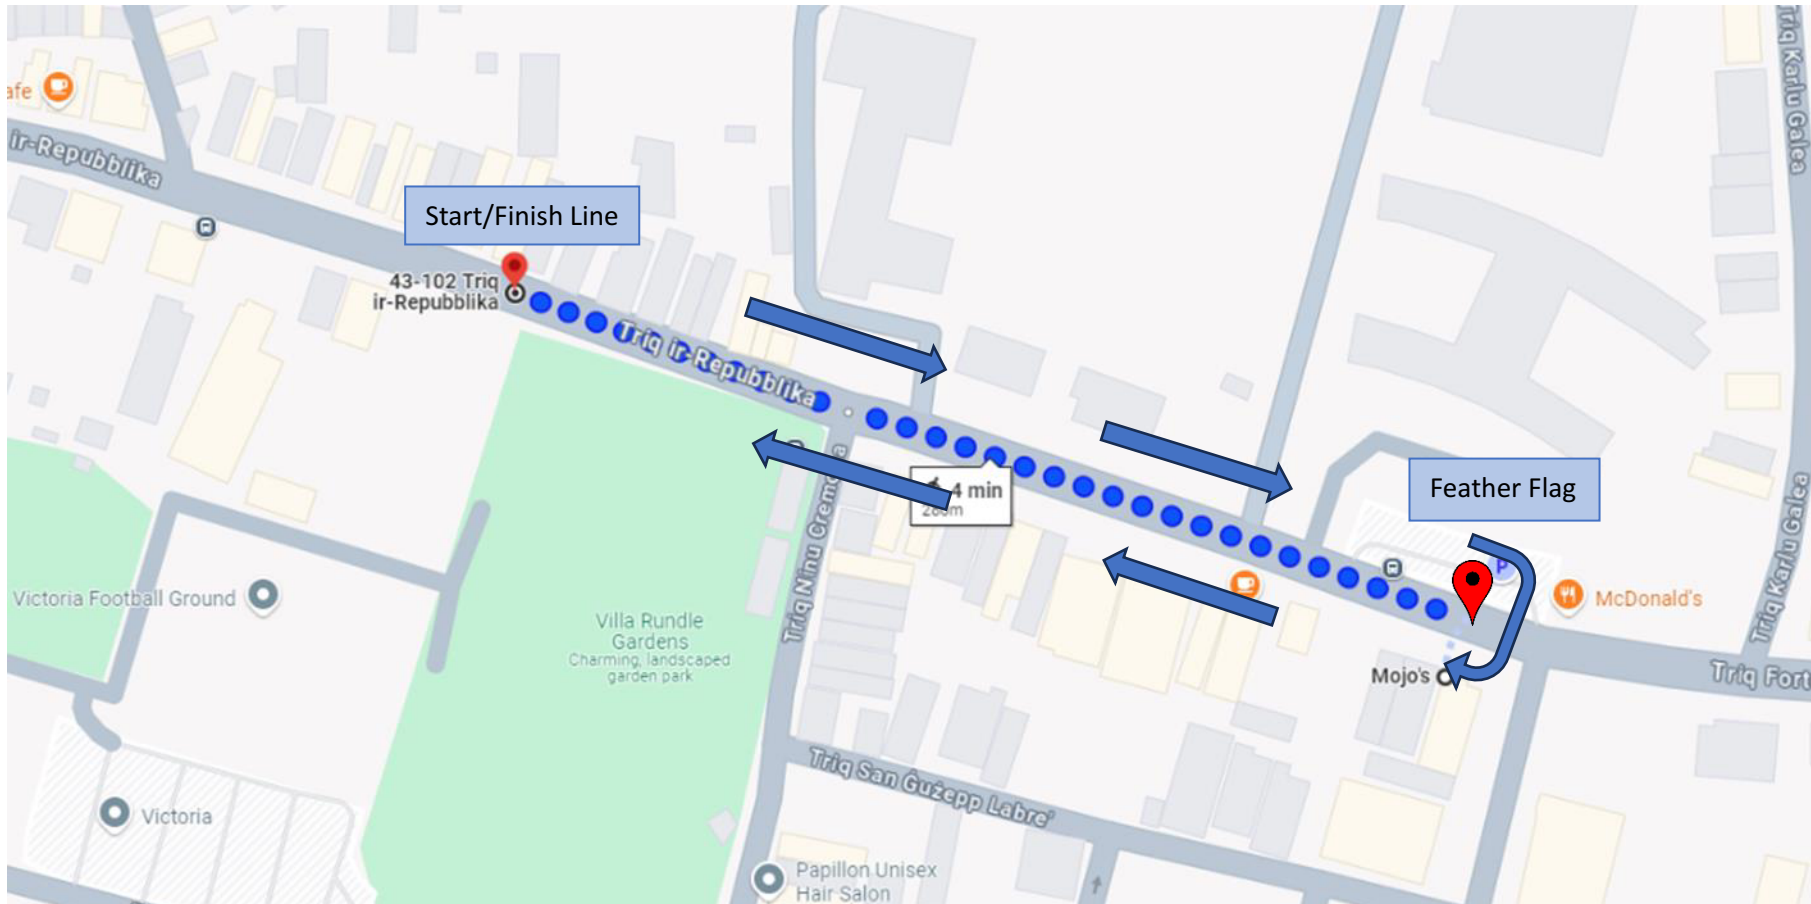 afe
ir-Repubblika
Start/Finish Line
43-102 Triq
ir-Repubblika
Triq ir-Repubblika
4 min
280m
Feather Flag
P
McDonald's
Mojo's
Triq Fort
Triq Karlu Galea
Triq Karlu Galea
Victoria Football Ground
Villa Rundle
Gardens
Charming, landscaped
garden park
Triq Ninu Cremona
Triq San Ġużepp Labre'
Victoria
Papillon Unisex
Hair Salon